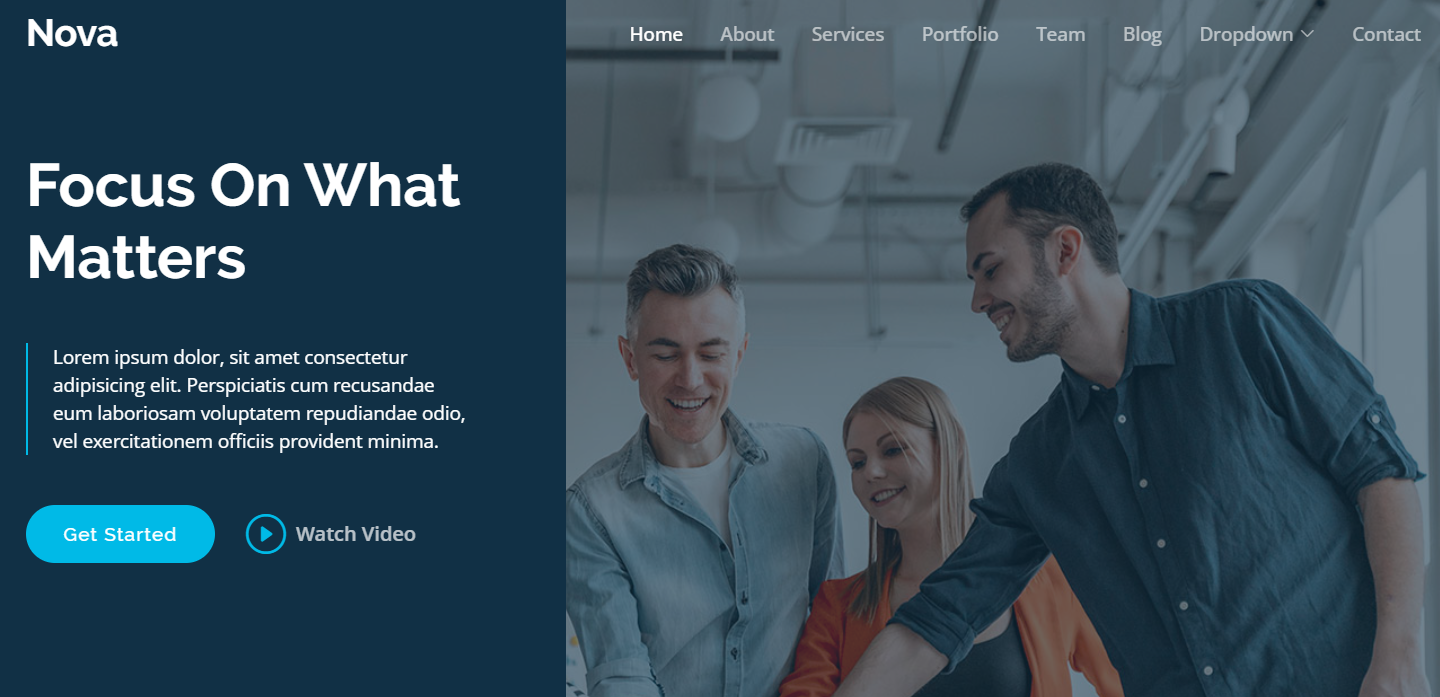 Nova
Home About Services Portfolio Team Blog Dropdown Contact
Focus On What
Matters
Lorem ipsum dolor, sit amet consectetur
adipisicing elit. Perspiciatis cum recusandae
eum laboriosam voluptatem repudiandae odio,
vel exercitationem officiis provident minima.
Get Started
Watch Video